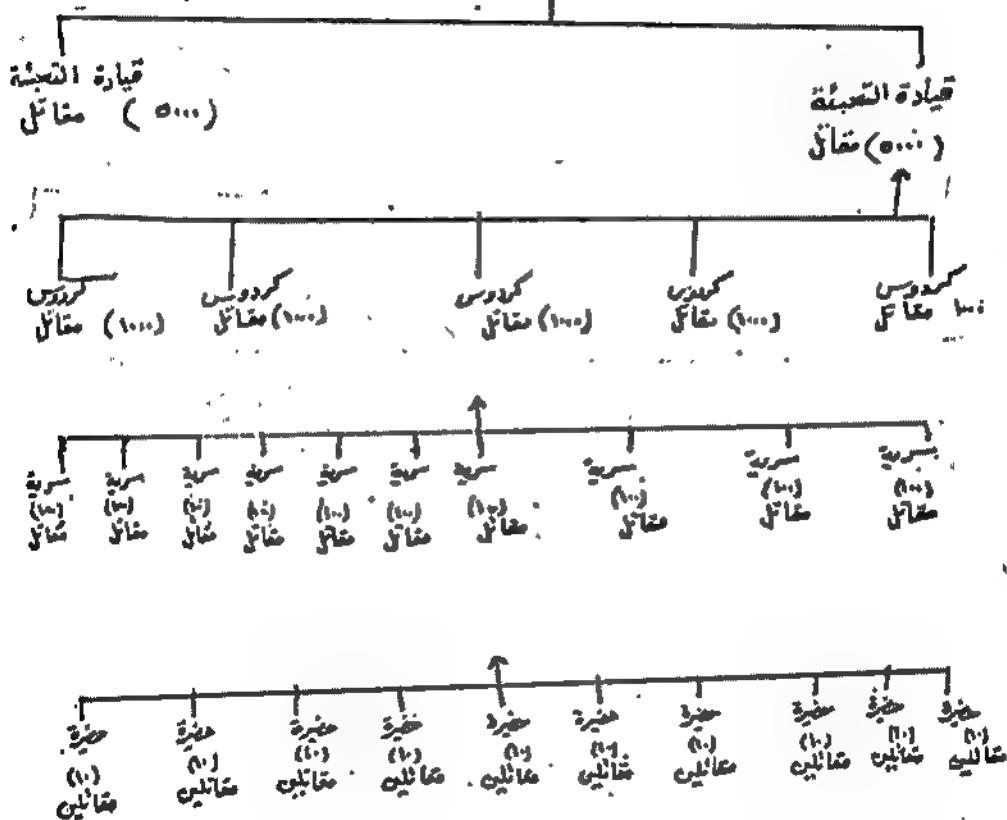 قيادة التعبئة
(٥٠٠٠) مقاتل
قيادة التعبئة
(٥٠٠٠) مقاتل
كردوس
١٠٠٠ مقاتل
كردوس
(١٠٠٠) مقاتل
كردوس
(١٠٠٠) مقاتل
كردوس
(١٠٠٠) مقاتل
كردوس
(١٠٠٠) مقاتل
سرية
(١٠٠)
مقاتل
سرية
(١٠٠)
مقاتل
سرية
(١٠٠)
مقاتل
سرية
(١٠٠)
مقاتل
سرية
(١٠٠)
مقاتل
سرية
(١٠٠)
مقاتل
سرية
(١٠٠)
مقاتل
سرية
(١٠٠)
مقاتل
سرية
(١٠٠)
مقاتل
سرية
(١٠٠)
مقاتل
حضيرة
(١٠)
مقاتلين
حضيرة
(١٠)
مقاتلين
حضيرة
(١٠)
مقاتلين
حضيرة
(١٠)
مقاتلين
حضيرة
(١٠)
مقاتلين
حضيرة
(١٠)
مقاتلين
حضيرة
(١٠)
مقاتلين
حضيرة
(١٠)
مقاتلين
حضيرة
(١٠)
مقاتلين
حضيرة
(١٠)
مقاتلين